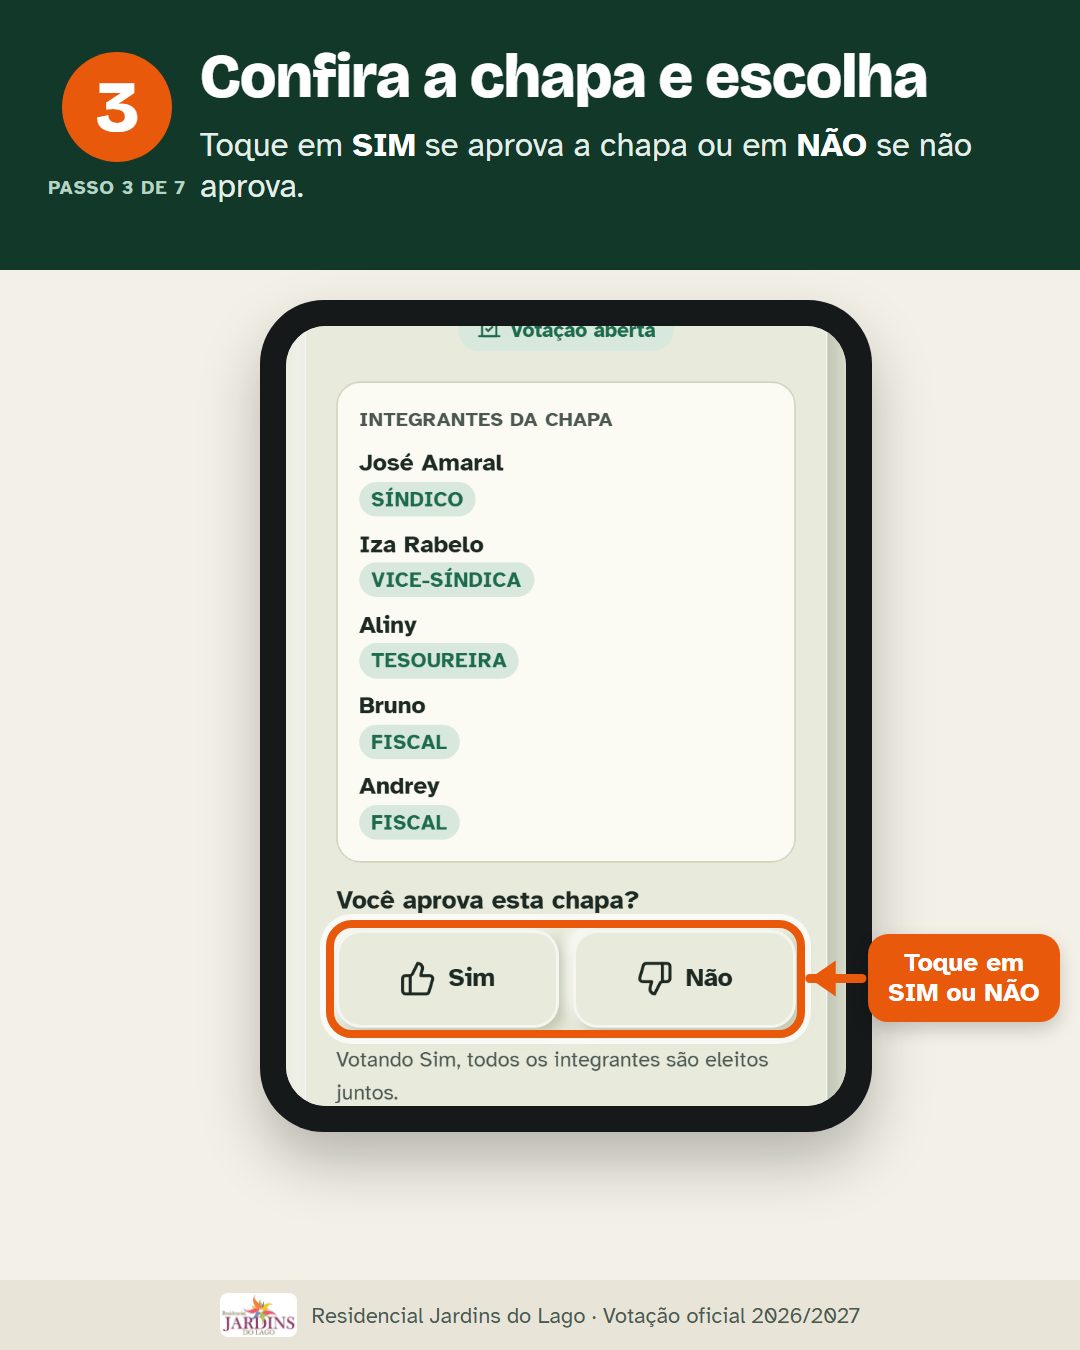 3
PASSO 3 DE 7
Confira a chapa e escolha
Toque em SIM se aprova a chapa ou em NÃO se não
aprova.
Votação aberta
INTEGRANTES DA CHAPA
José Amaral
SÍNDICO
Iza Rabelo
VICE-SÍNDICA
Aliny
TESOUREIRA
Bruno
FISCAL
Andrey
FISCAL
Você aprova esta chapa?
Sim
Não
Toque em
SIM ou NÃO
Votando Sim, todos os integrantes são eleitos
juntos.
Residencial
JARDINS
DO LAGO
Residencial Jardins do Lago · Votação oficial 2026/2027